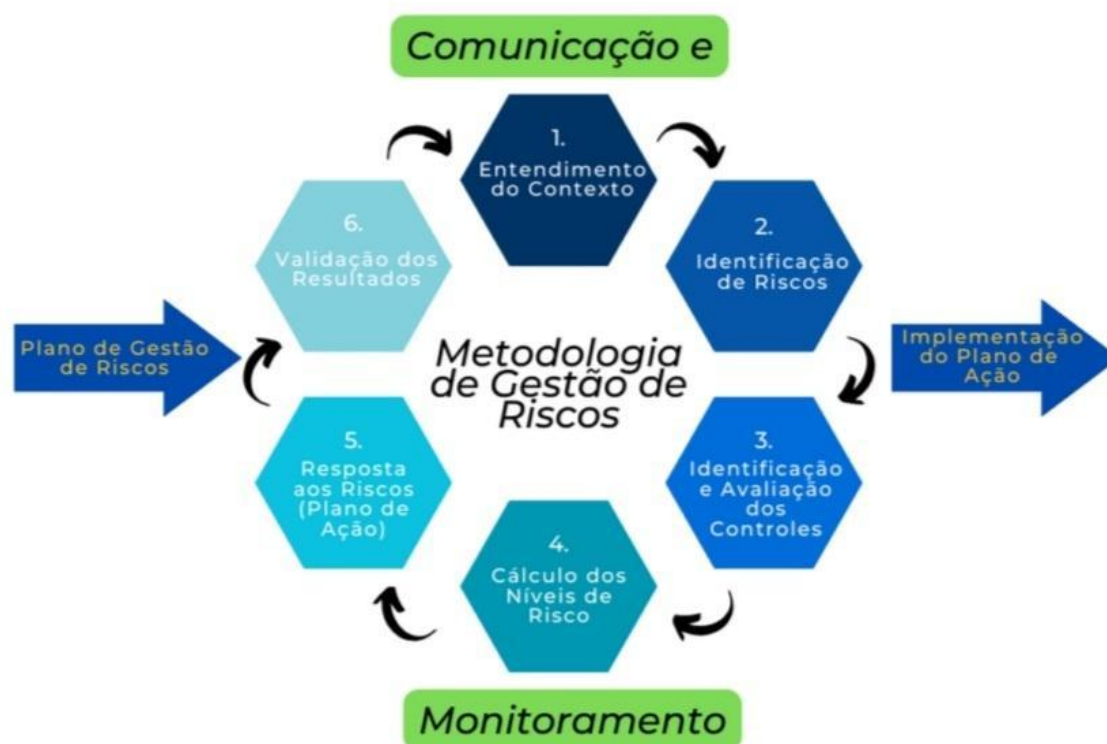 Comunicação e
1.
Entendimento
do Contexto
2.
Identificação
de Riscos
3.
Identificação
e Avaliação
dos
Controles
4.
Cálculo dos
Níveis de
Risco
5.
Resposta
aos Riscos
(Plano de
Ação)
6.
Validação dos
Resultados
Plano de Gestão
de Riscos
Metodologia
de Gestão de
Riscos
Implementação
do Plano de
Ação
Monitoramento